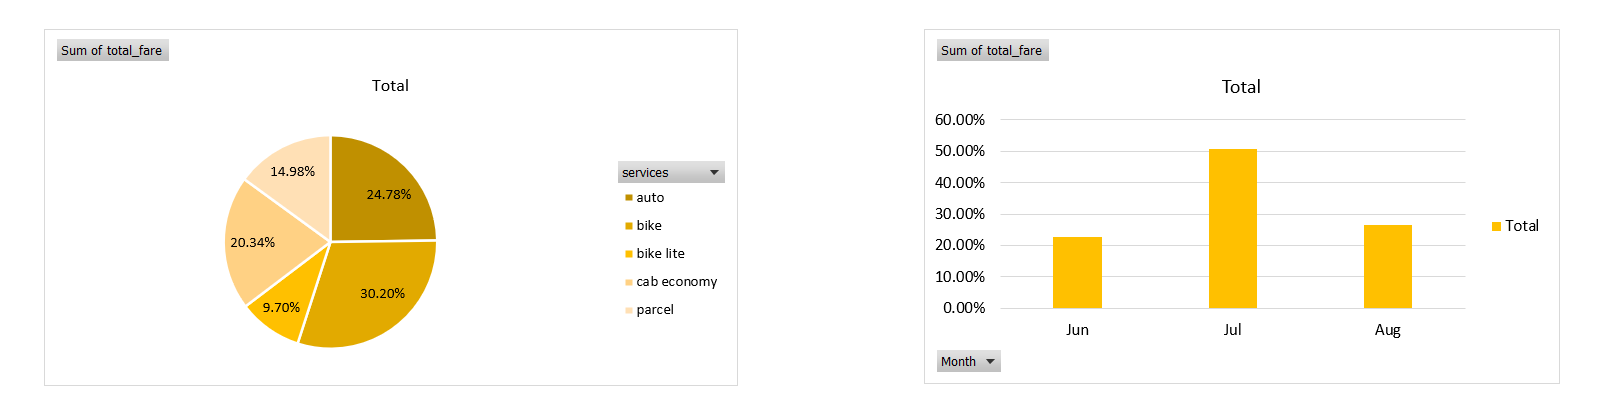 Sum of total_fare
Total
14.98%
24.78%
20.34%
9.70%
30.20%
services
auto
bike
bike lite
cab economy
parcel
Sum of total_fare
Total
60.00%
50.00%
40.00%
30.00%
20.00%
10.00%
0.00%
Jun Jul Aug
Total
Month